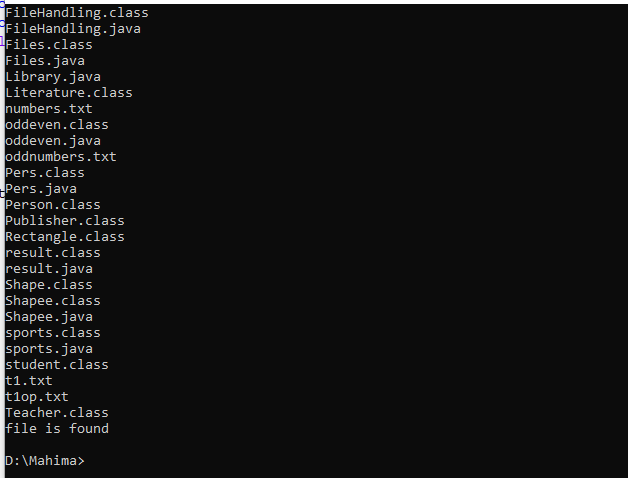 FileHandling.class
FileHandling.java
Files.class
Files.java
Library.java
Literature.class
numbers.txt
oddeven.class
oddeven.java
oddnumbers.txt
Pers.class
Pers.java
Person.class
Publisher.class
Rectangle.class
result.class
result.java
Shape.class
Shapee.class
Shapee.java
sports.class
sports.java
student.class
t1.txt
t1op.txt
Teacher.class
file is found
D:\Mahima>